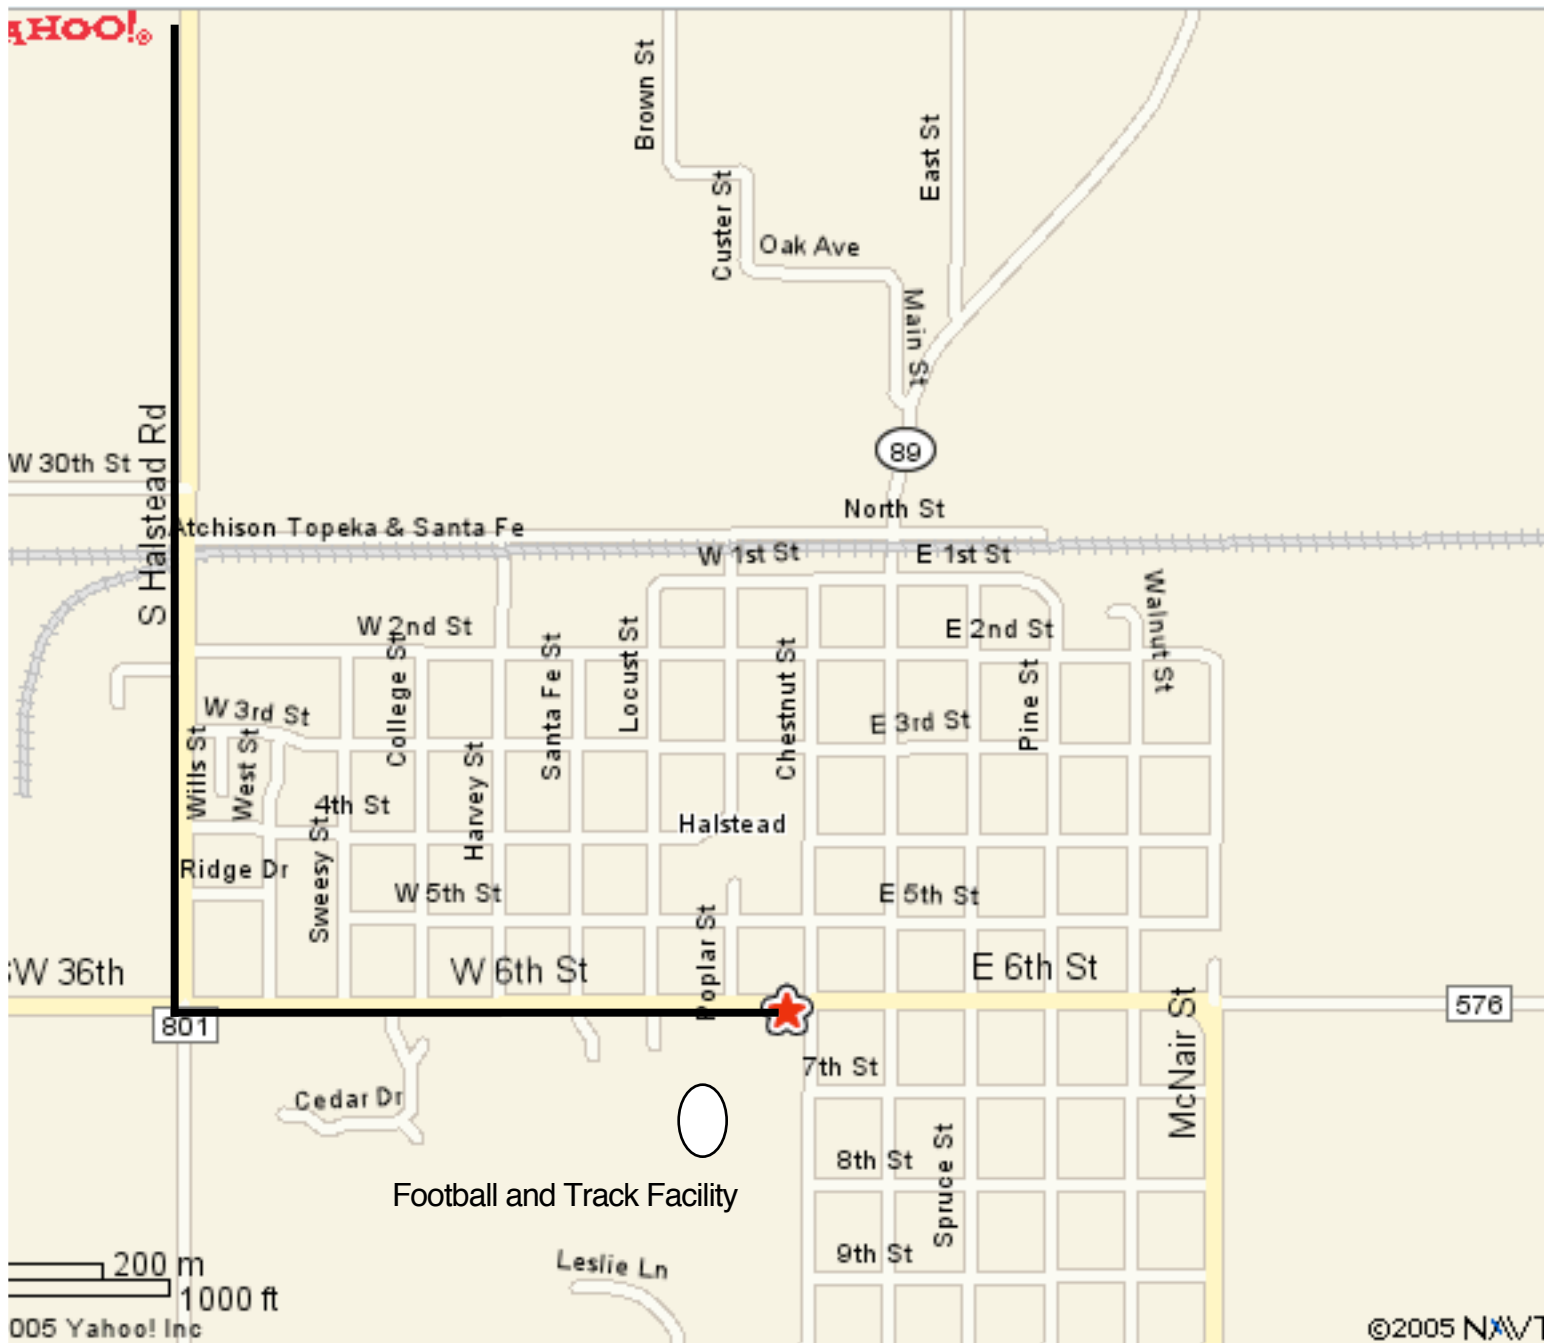 AHOO!®
Brown St
East St
Custer St
Oak Ave
Main St
S Halstead Rd
W 30th St
89
North St
Atchison Topeka & Santa Fe
W 1st St
E 1st St
Walnut St
W 2nd St
E 2nd St
College St
Santa Fe St
Locust St
Chestnut St
Pine St
W 3rd St
E 3rd St
Wills St
West St
Harvey St
4th St
Halstead
Sweesy St
Ridge Dr
W 5th St
E 5th St
Poplar St
W 36th
W 6th St
E 6th St
801
576
McNair St
7th St
Cedar Dr
8th St
Spruce St
Football and Track Facility
9th St
Leslie Ln
200 m
1000 ft
005 Yahoo! Inc
©2005 NAVT